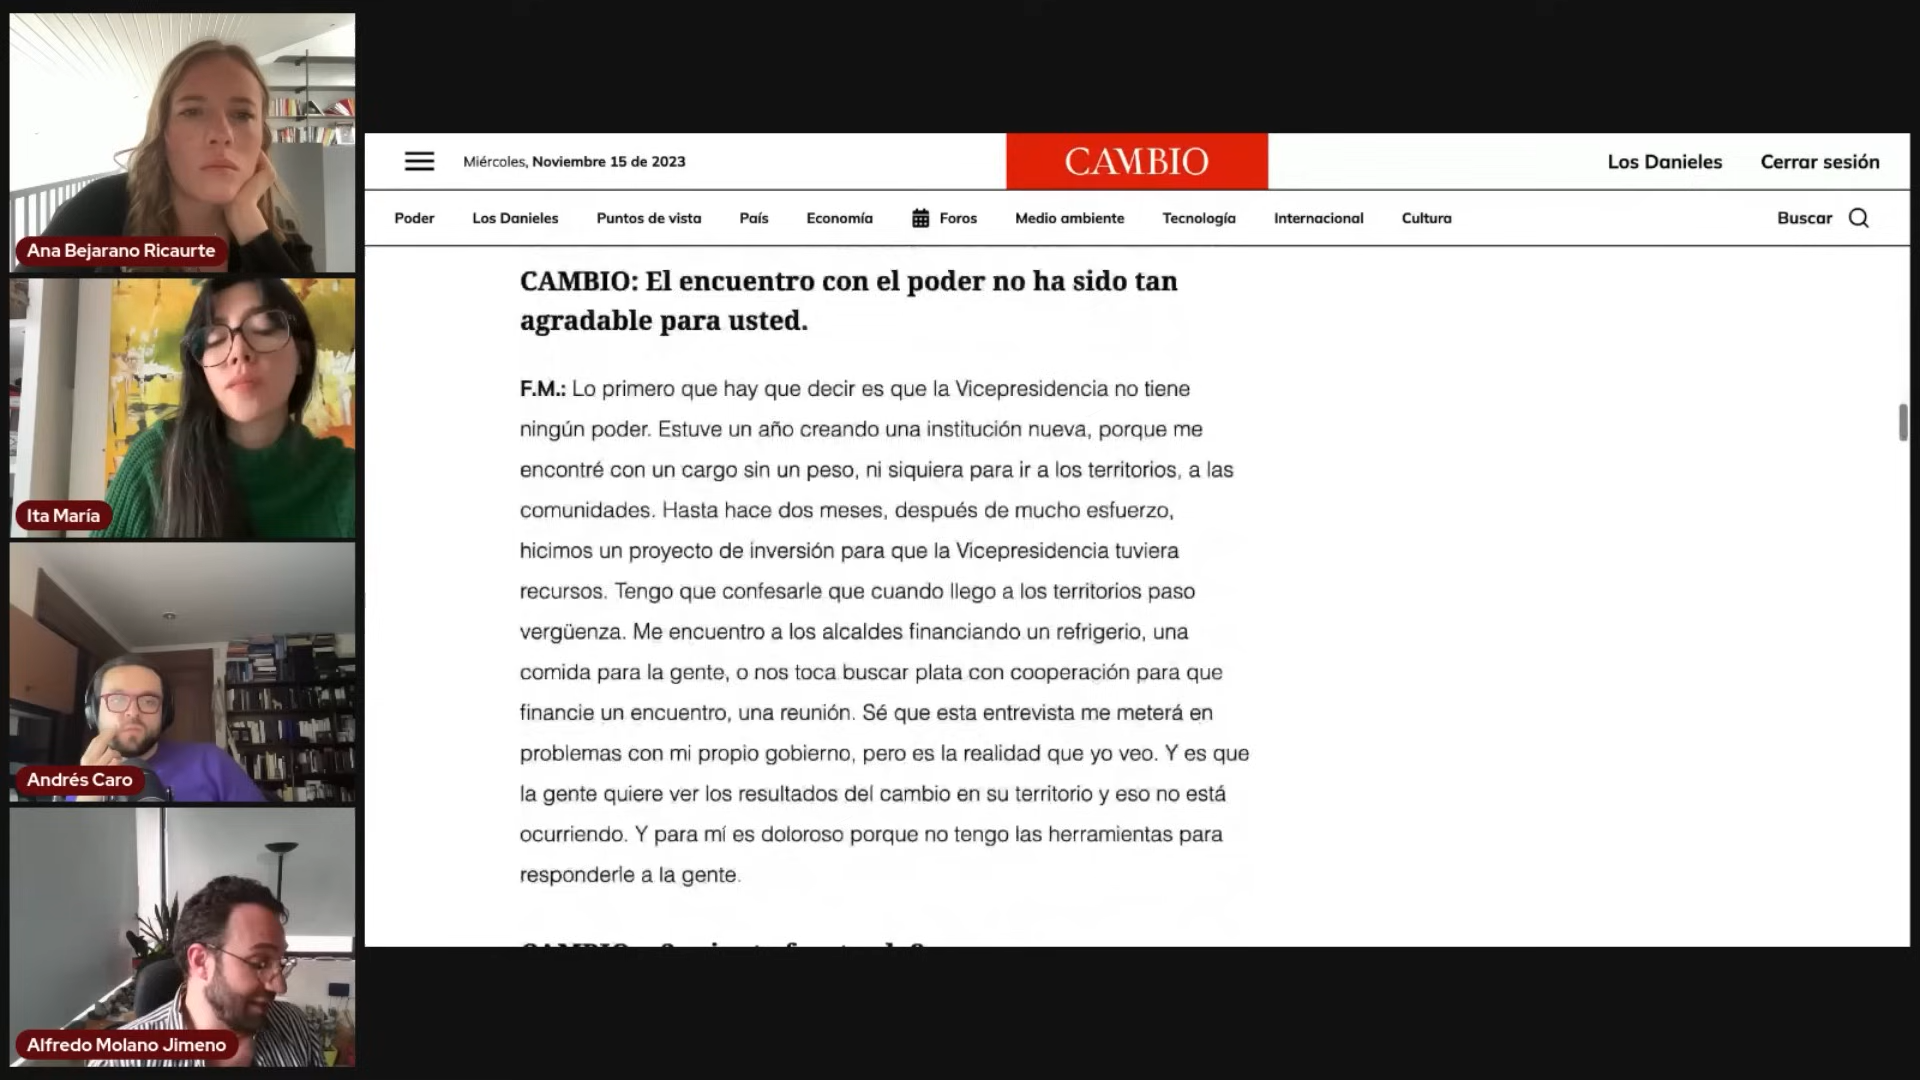 Ana Bejarano Ricaurte
Ita María
Andrés Caro
Alfredo Molano Jimeno
Miércoles, Noviembre 15 de 2023
CAMBIO
Los Danieles
Cerrar sesión
Poder
Los Danieles
Puntos de vista
País
Economía
Foros
Medio ambiente
Tecnología
Internacional
Cultura
Buscar
CAMBIO: El encuentro con el poder no ha sido tan
agradable para usted.
F.M.: Lo primero que hay que decir es que la Vicepresidencia no tiene
ningún poder. Estuve un año creando una institución nueva, porque me
encontré con un cargo sin un peso, ni siquiera para ir a los territorios, a las
comunidades. Hasta hace dos meses, después de mucho esfuerzo,
hicimos un proyecto de inversión para que la Vicepresidencia tuviera
recursos. Tengo que confesarle que cuando llego a los territorios paso
vergüenza. Me encuentro a los alcaldes financiando un refrigerio, una
comida para la gente, o nos toca buscar plata con cooperación para que
financie un encuentro, una reunión. Sé que esta entrevista me meterá en
problemas con mi propio gobierno, pero es la realidad que yo veo. Y es que
la gente quiere ver los resultados del cambio en su territorio y eso no está
ocurriendo. Y para mí es doloroso porque no tengo las herramientas para
responderle a la gente.